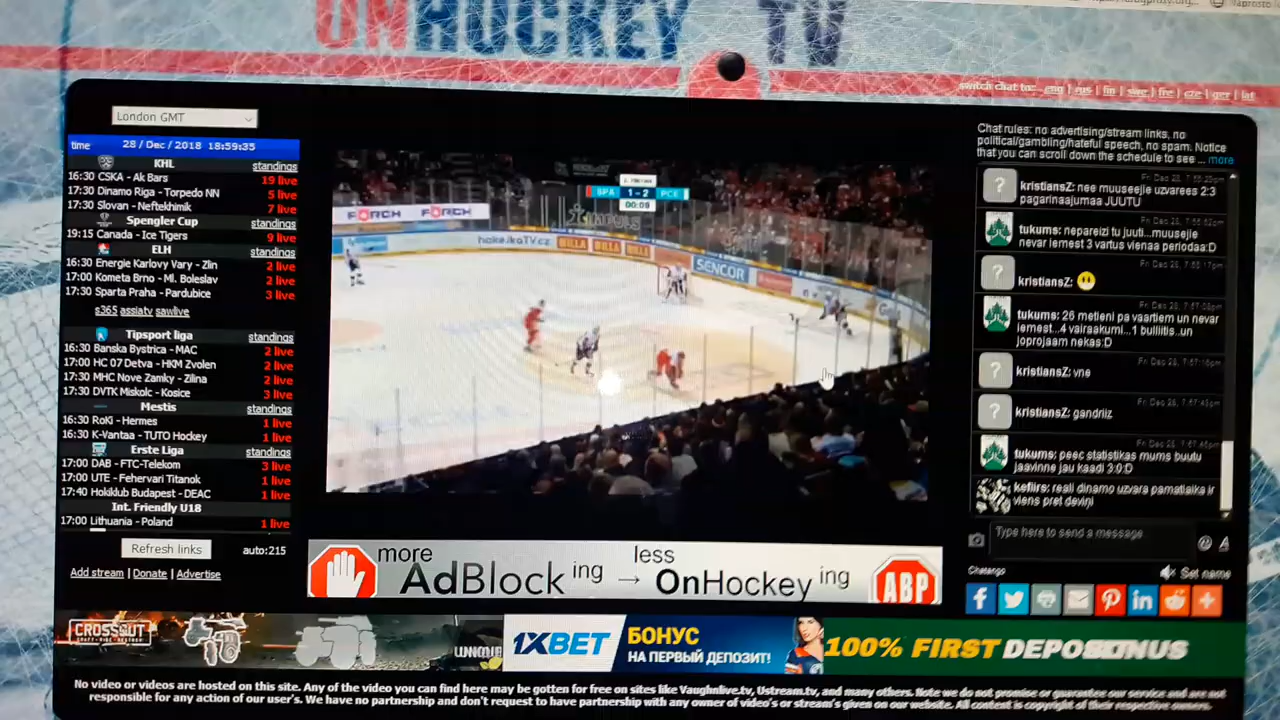 ONHOCKEY TV
switch chat to: eng | rus | fin | swe | fre | cze | ger | lat
London GMT
time 28 / Dec / 2018 18:59:35
KHL standings
16:30 CSKA - Ak Bars 19 live
17:30 Dinamo Riga - Torpedo NN 5 live
17:30 Slovan - Neftekhimik 7 live
Spengler Cup standings
19:15 Canada - Ice Tigers 9 live
ELH standings
16:30 Energie Karlovy Vary - Zlin 2 live
17:00 Kometa Brno - Ml. Boleslav 2 live
17:30 Sparta Praha - Pardubice 3 live
s365 assiatv sawlive
Tipsport liga standings
16:30 Banska Bystrica - MAC 2 live
17:00 HC 07 Detva - HKM Zvolen 2 live
17:30 MHC Nove Zamky - Zilina 2 live
17:30 DVTK Miskolc - Kosice 3 live
Mestis standings
16:30 RoKi - Hermes 1 live
16:30 K-Vantaa - TUTO Hockey 1 live
Erste Liga standings
17:00 DAB - FTC-Telekom 3 live
17:00 UTE - Fehervari Titanok 1 live
17:40 Hokiklub Budapest - DEAC 1 live
Int. Friendly U18
17:00 Lithuania - Poland 1 live
Refresh links auto:215
Add stream | Donate | Advertise
SPA 1-2 PCE
00:09
FÖRCH FÖRCH
hokejkaTV.cz BILLA BILLA BILLA
SENCOR
Chat rules: no advertising/stream links, no
political/gambling/hateful speech, no spam. Notice
that you can scroll down the schedule to see ... more
kristiansZ: nee muuseejie uzvarees 2:3
pagarinaajumaa JUUTU
tukums: nepareizi tu juuti...muusejie
nevar iemest 3 vartus vienaa periodaa:D
kristiansZ:
tukums: 26 metieni pa vaartiem un nevar
iemest...4 vairaakumi...1 bullitis..un
joprojaam nekas:D
kristiansZ: vne
kristiansZ: gandriiz
tukums: peec statistikas mums buutu
jaavinne jau kaadi 3:0:D
kefiirs: reali dinamo uzvara pamatlaika ir
viens pret devini
Type here to send a message
Chatango Set name
more AdBlock ing → less OnHockey ing ABP
CROSSOUT
1XBET
БОНУС
НА ПЕРВЫЙ ДЕПОЗИТ!
100% FIRST DEPOSIT BONUS
No video or videos are hosted on this site. Any of the video you can find here may be gotten for free on sites like Vaughnlive.tv, Ustream.tv, and many others. Note we do not promise or guarantee our service and are not
responsible for any action of our user's. We have no partnership and don't request to have partnership with any owner of video's or stream's given on our website. All content is copyright of their respective owners.